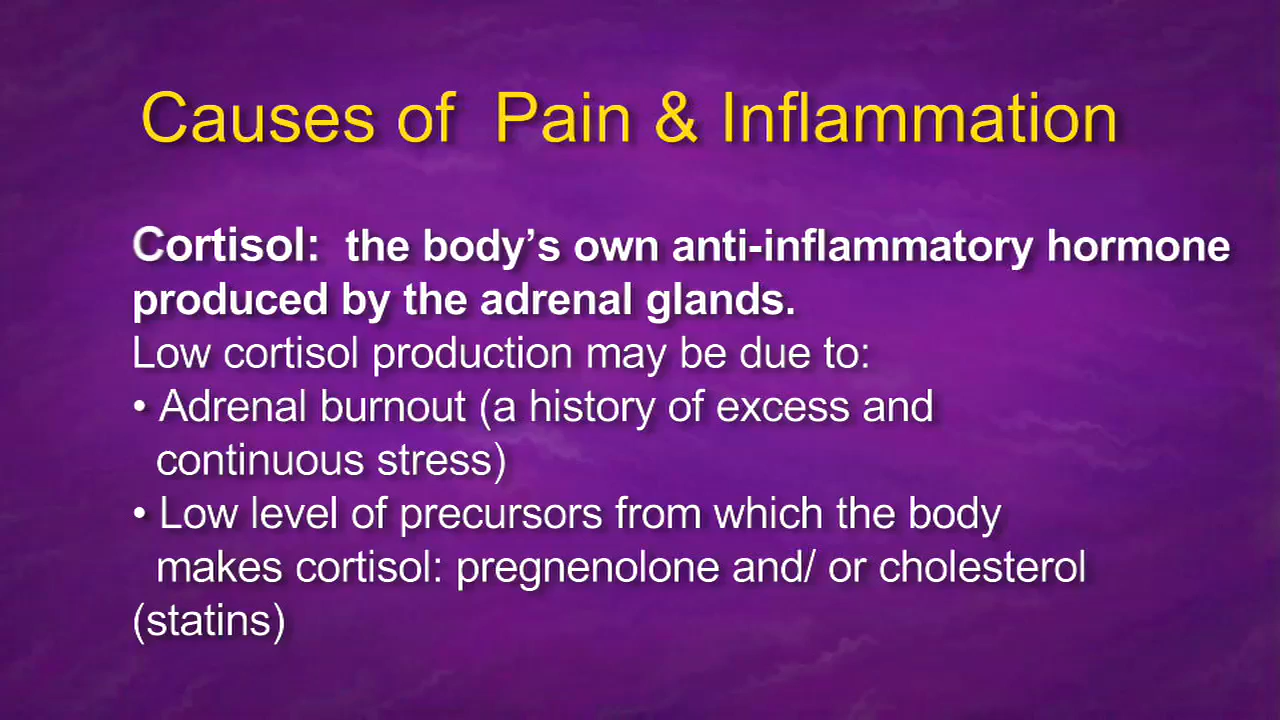 Causes of  Pain & Inflammation
Cortisol:  the body’s own anti-inflammatory hormone
produced by the adrenal glands.
Low cortisol production may be due to:
• Adrenal burnout (a history of excess and
continuous stress)
• Low level of precursors from which the body
makes cortisol: pregnenolone and/ or cholesterol
(statins)